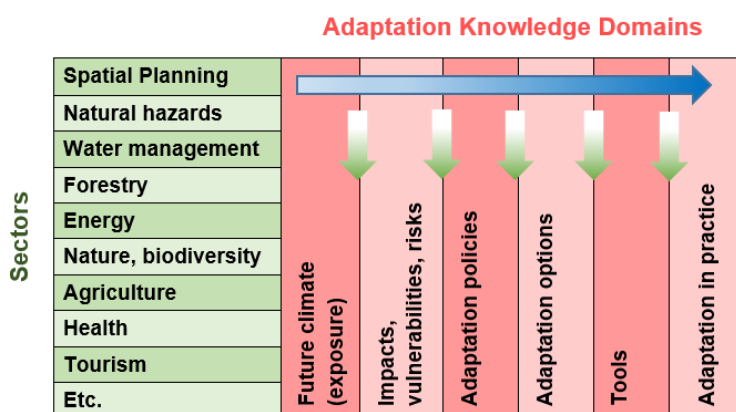 Adaptation Knowledge Domains
Sectors
Spatial Planning
Natural hazards
Water management
Forestry
Energy
Nature, biodiversity
Agriculture
Health
Tourism
Etc.
Future climate
(exposure)
Impacts,
vulnerabilities, risks
Adaptation policies
Adaptation options
Tools
Adaptation in practice